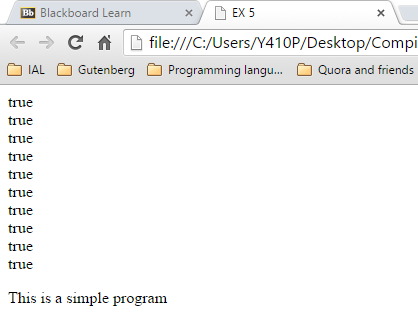 Bb Blackboard Learn
EX 5
file:///C:/Users/Y410P/Desktop/Compi
IAL
Gutenberg
Programming langu...
Quora and friends
true
true
true
true
true
true
true
true
true
true
This is a simple program